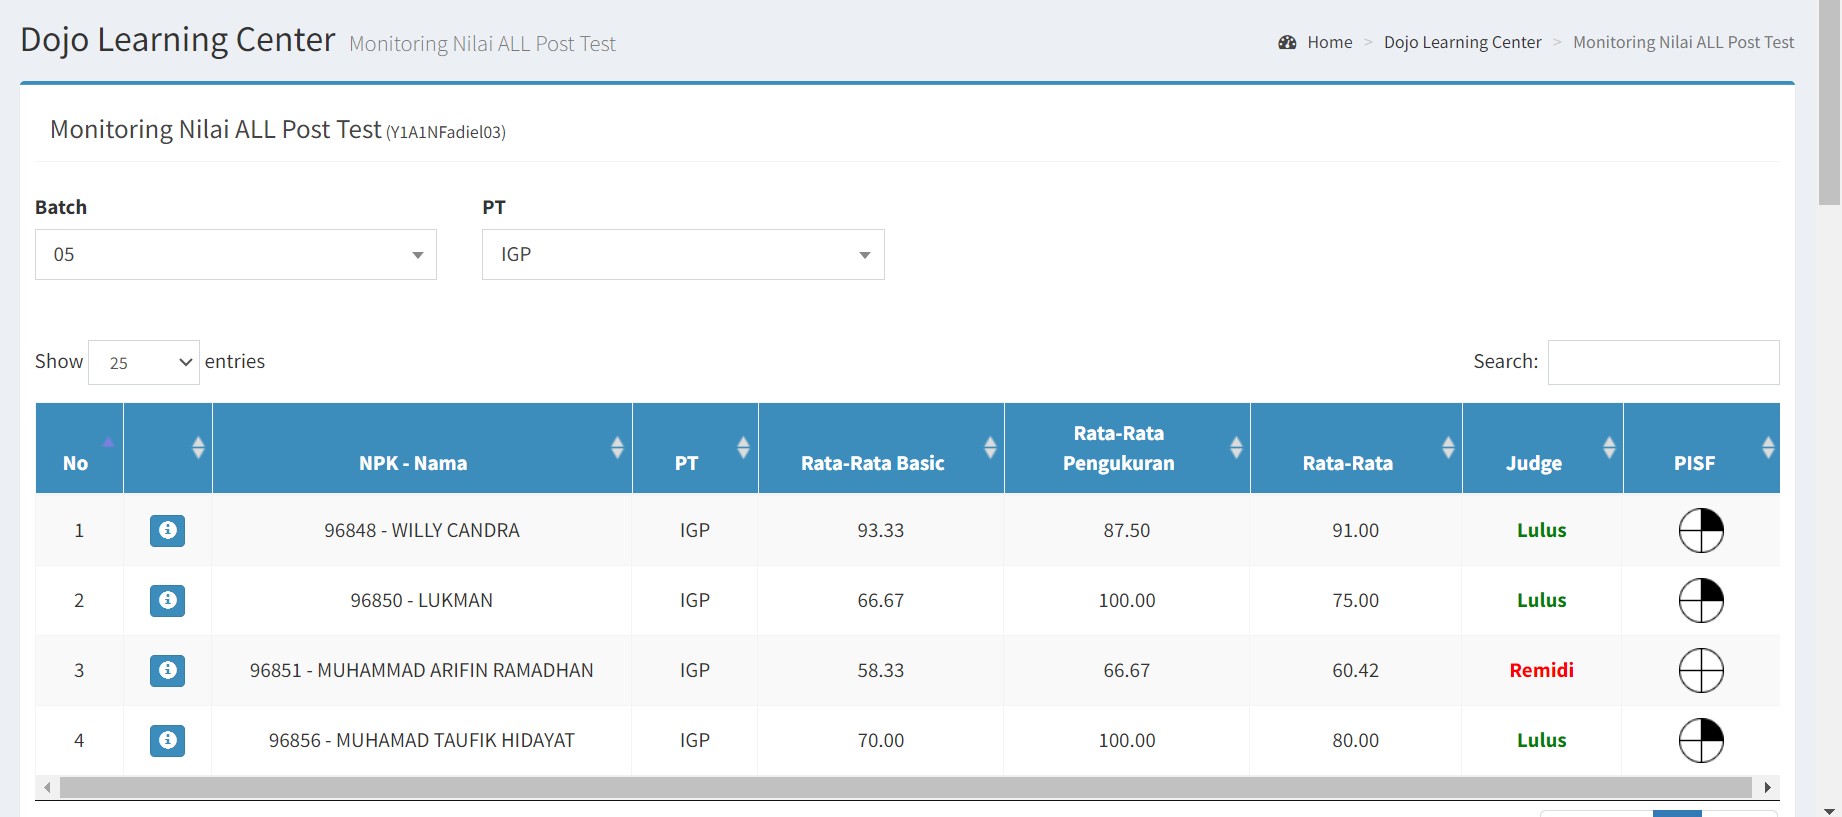 Dojo Learning Center Monitoring Nilai ALL Post Test
Home > Dojo Learning Center > Monitoring Nilai ALL Post Test
Monitoring Nilai ALL Post Test (Y1A1NFadiel03)
Batch PT
05 IGP
Show 25 entries Search:
No NPK - Nama PT Rata-Rata Basic Rata-Rata Pengukuran Rata-Rata Judge PISF
1 96848 - WILLY CANDRA IGP 93.33 87.50 91.00 Lulus
2 96850 - LUKMAN IGP 66.67 100.00 75.00 Lulus
3 96851 - MUHAMMAD ARIFIN RAMADHAN IGP 58.33 66.67 60.42 Remidi
4 96856 - MUHAMAD TAUFIK HIDAYAT IGP 70.00 100.00 80.00 Lulus